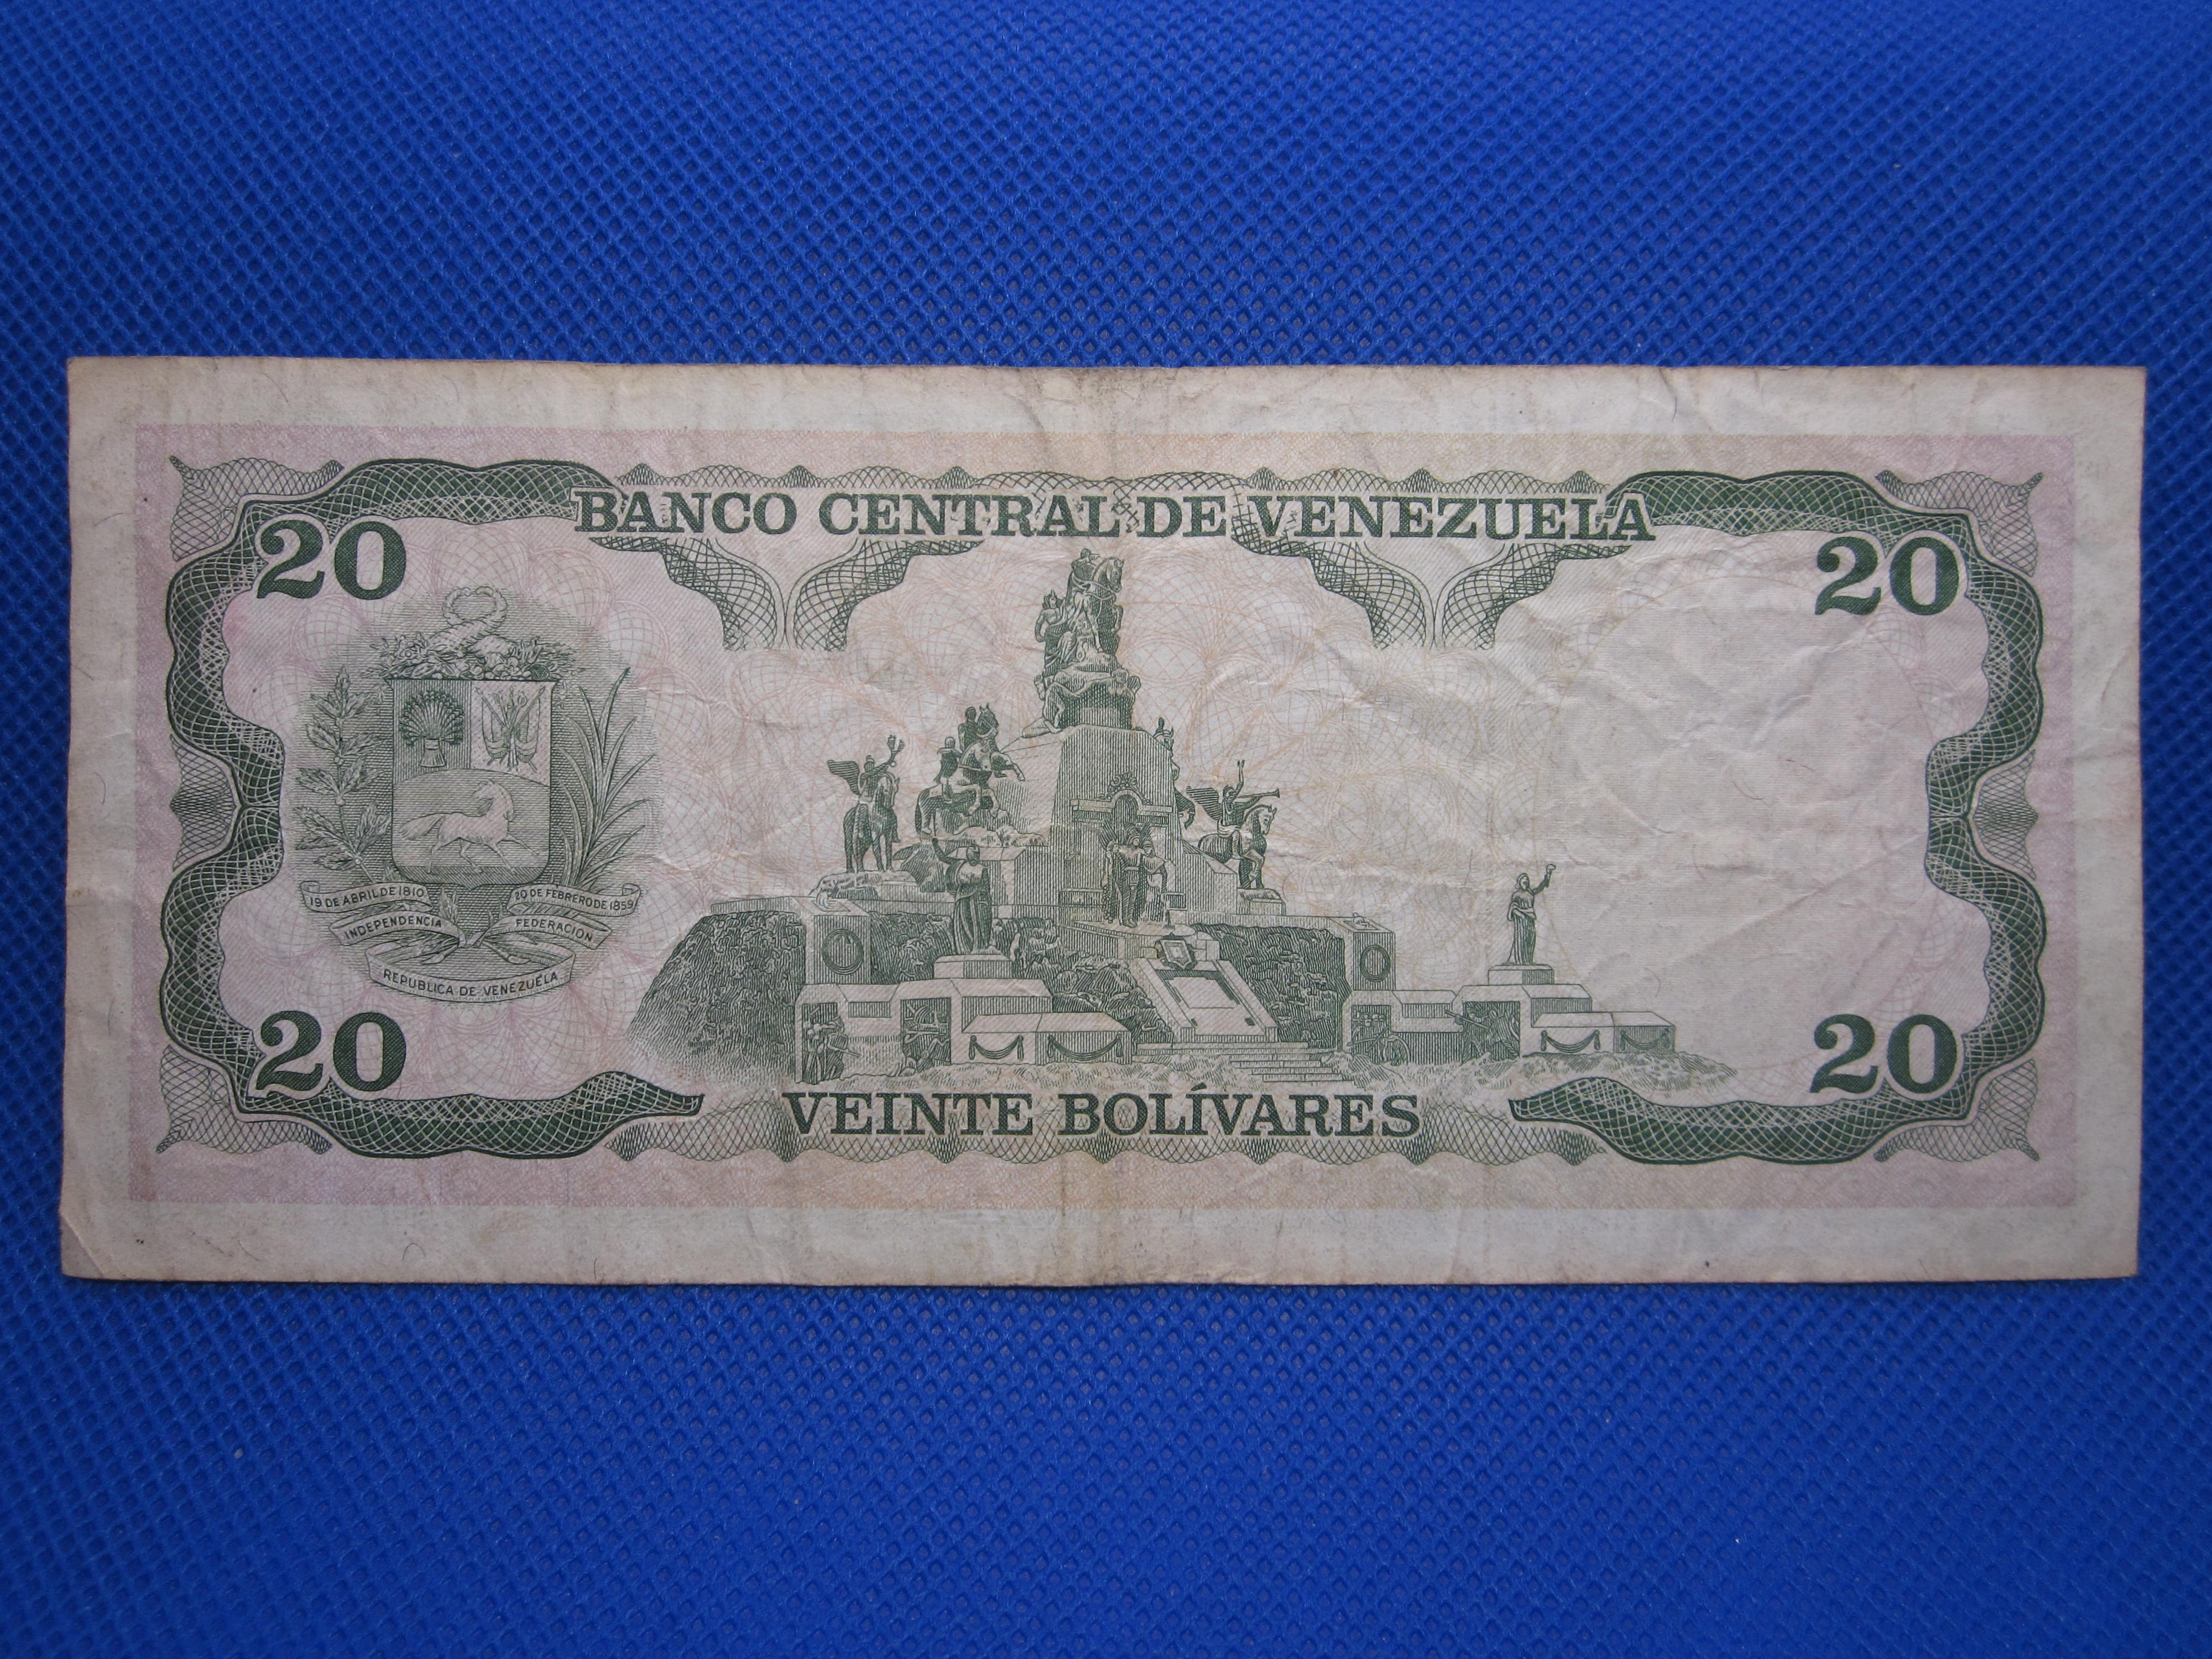 BANCO CENTRAL DE VENEZUELA
20
20
19 DE ABRIL DE 1810
20 DE FEBRERO DE 1859
INDEPENDENCIA
FEDERACION
REPUBLICA DE VENEZUELA
20
20
VEINTE BOLÍVARES